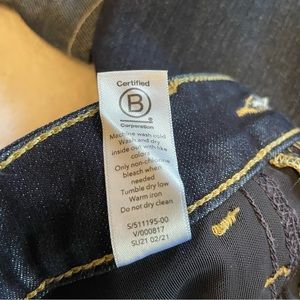 Certified
B
Corporation
Machine wash cold
Wash and dry
inside out with like
colors
Only non-chlorine
bleach when
needed
Tumble dry low
Warm iron
Do not dry clean
S/511195-00
V/000817
SU21 02/21